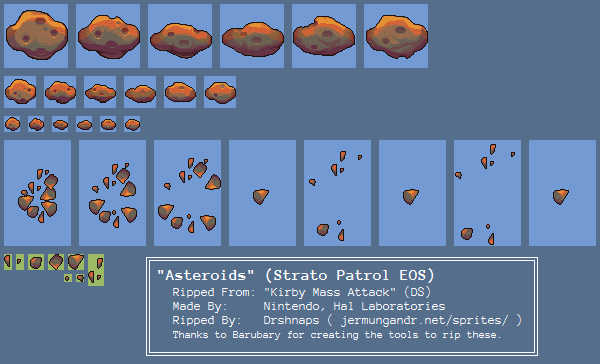 "Asteroids" (Strato Patrol EOS)
Ripped From: "Kirby Mass Attack" (DS)
Made By: Nintendo, Hal Laboratories
Ripped By: Drshnaps ( jermungandr.net/sprites/ )
Thanks to Barubary for creating the tools to rip these.